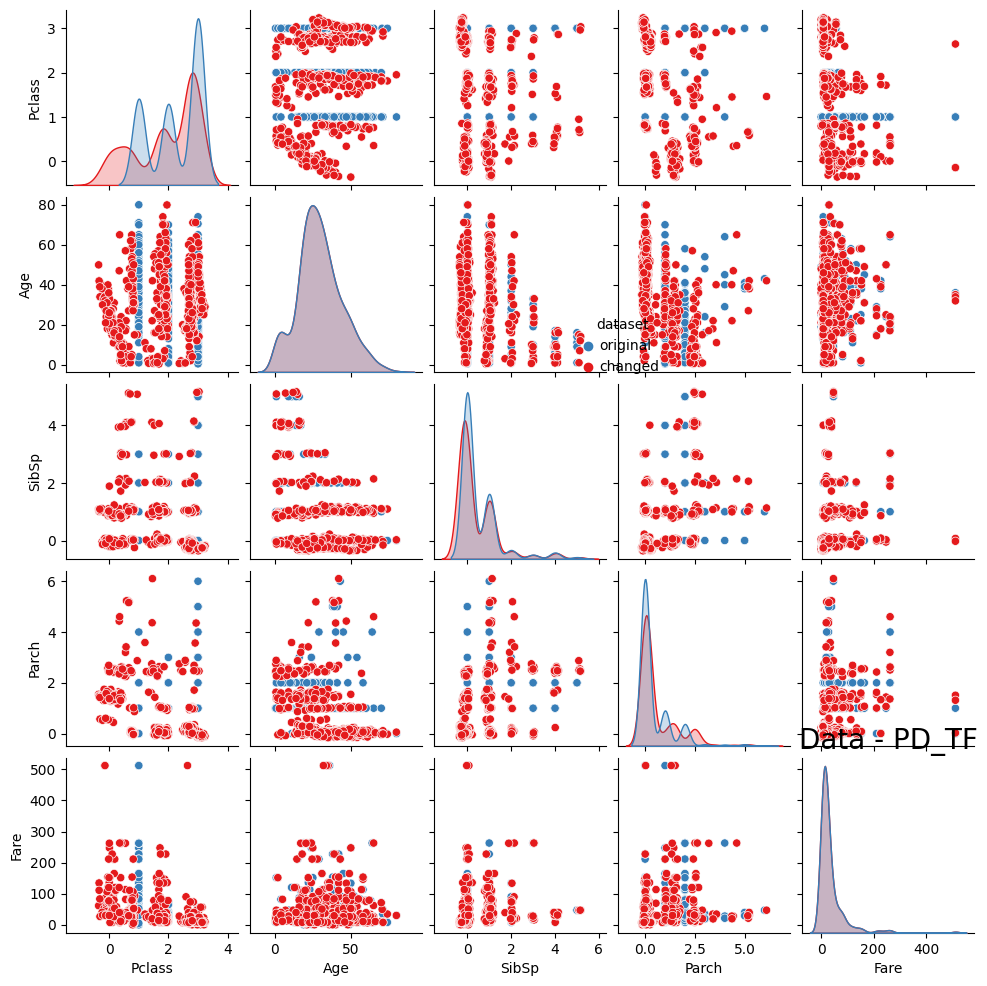 3
2
1
0
Pclass
80
60
40
20
0
Age
dataset
original
changed
4
2
0
SibSp
6
4
2
0
Parch
Data - PD_TF
500
400
300
200
100
0
Fare
0 2 4
0 50
0 2 4 6
0.0 2.5 5.0
0 200 400
Pclass Age SibSp Parch Fare